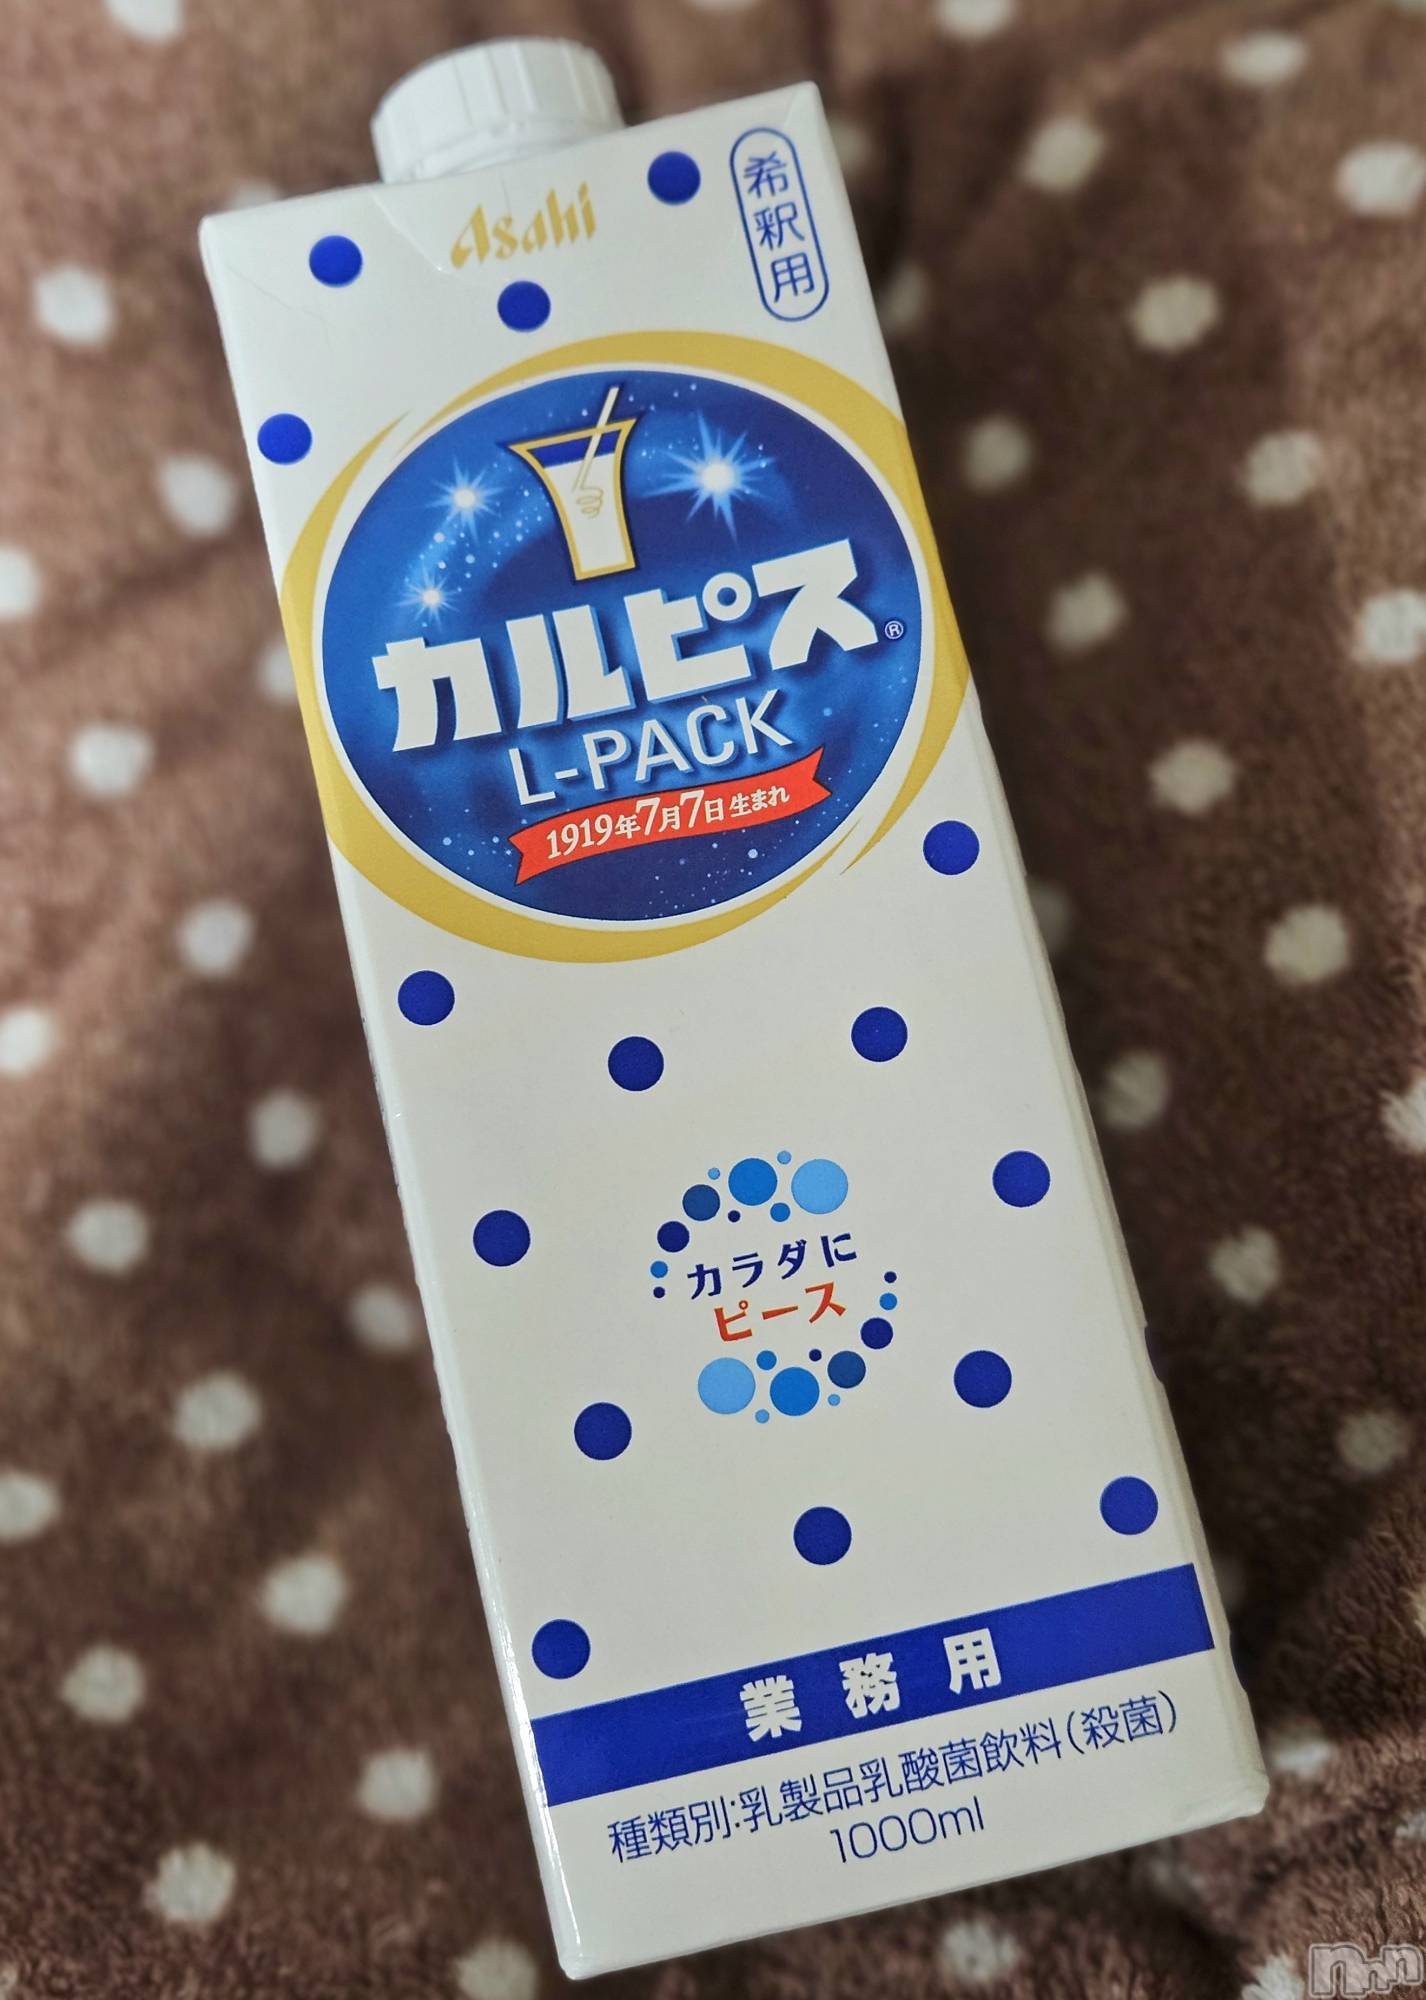 Asahi
希釈用
カルピス®
L-PACK
1919年7月7日生まれ
カラダに
ピース
業務用
種類別:乳製品乳酸菌飲料(殺菌)
1000ml
nnn